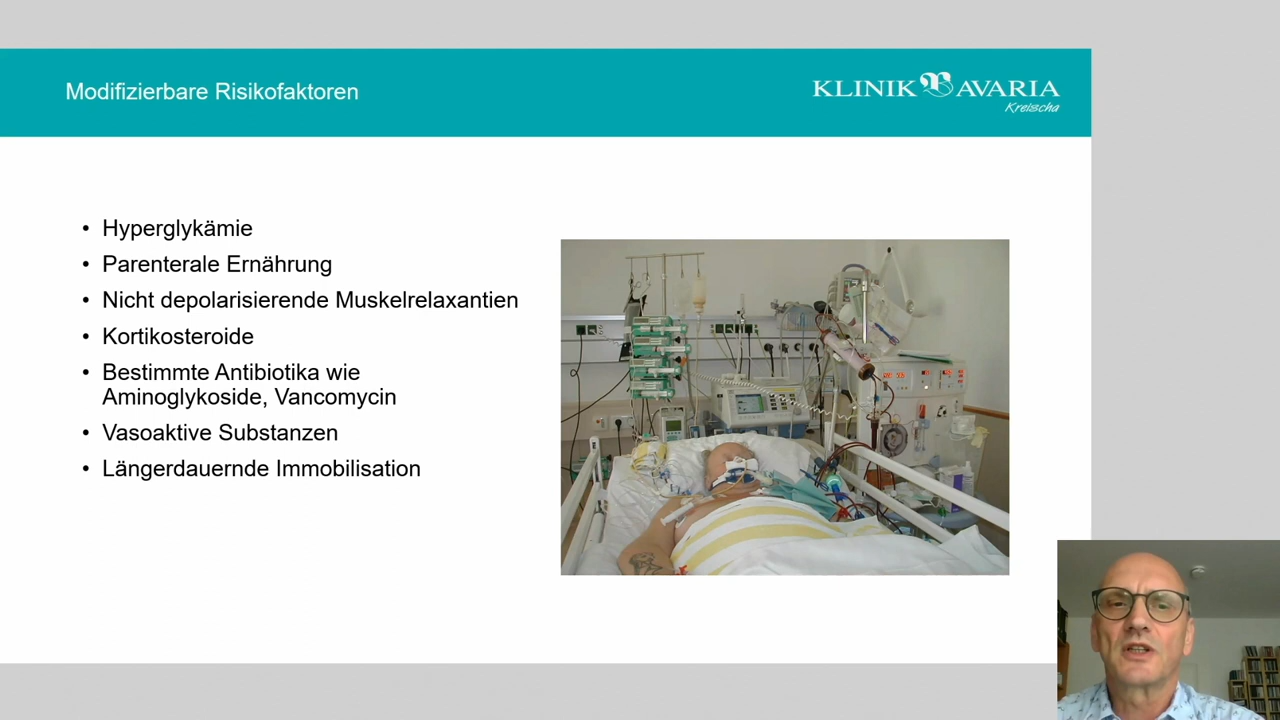 Modifizierbare Risikofaktoren
KLINIK BAVARIA
Kreischa
• Hyperglykämie
• Parenterale Ernährung
• Nicht depolarisierende Muskelrelaxantien
• Kortikosteroide
• Bestimmte Antibiotika wie
Aminoglykoside, Vancomycin
• Vasoaktive Substanzen
• Längerdauernde Immobilisation